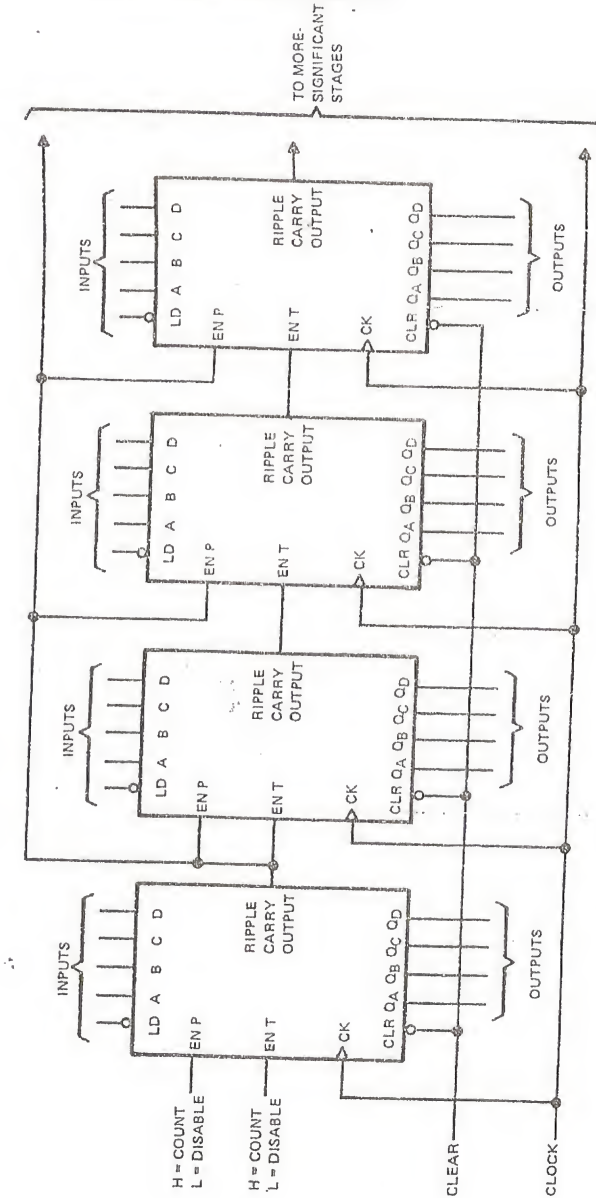 INPUTS
LD A B C D
EN P
EN T
CK
RIPPLE
CARRY
OUTPUT
CLR QA QB QC QD
OUTPUTS
INPUTS
LD A B C D
EN P
EN T
CK
RIPPLE
CARRY
OUTPUT
CLR QA QB QC QD
OUTPUTS
INPUTS
LD A B C D
EN P
EN T
CK
RIPPLE
CARRY
OUTPUT
CLR QA QB QC QD
OUTPUTS
INPUTS
LD A B C D
EN P
EN T
CK
RIPPLE
CARRY
OUTPUT
CLR QA QB QC QD
OUTPUTS
H = COUNT
L = DISABLE
H = COUNT
L = DISABLE
CLEAR
CLOCK
TO MORE-
SIGNIFICANT
STAGES